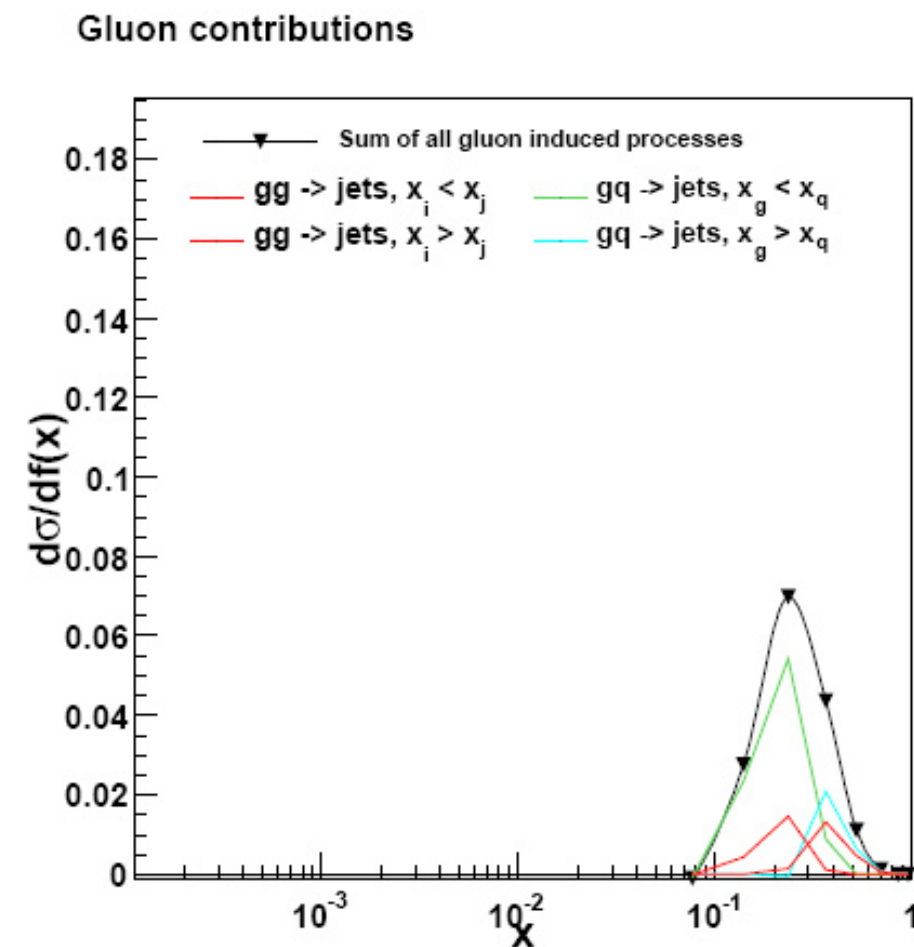 Gluon contributions
Sum of all gluon induced processes
gg -> jets, x_i < x_j
gq -> jets, x_g < x_q
gg -> jets, x_i > x_j
gq -> jets, x_g > x_q
dσ/df(x)
0.18
0.16
0.14
0.12
0.1
0.08
0.06
0.04
0.02
0
10^-3
10^-2
10^-1
1
x